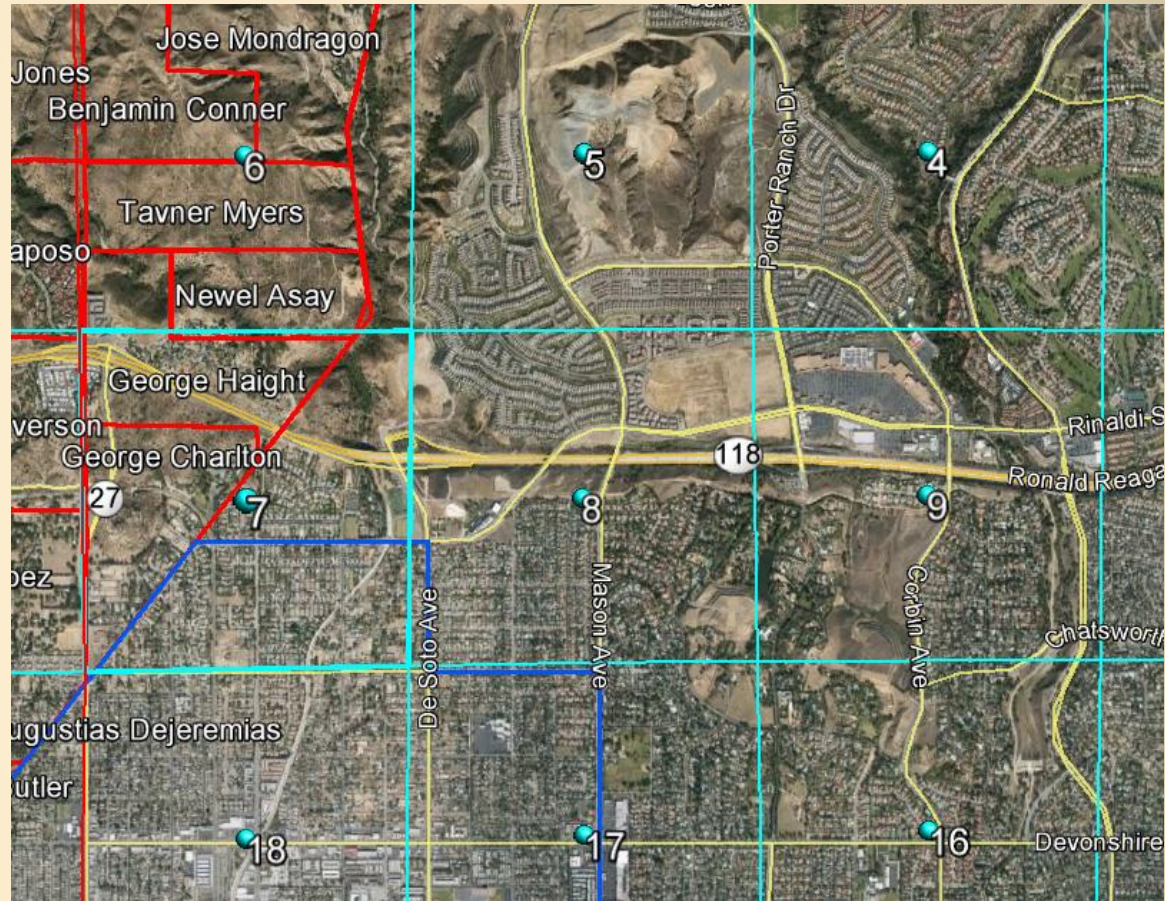 Jose Mondragon
Jones
Benjamin Conner
Porter Ranch Dr
6
5
4
Tavner Myers
aposo
Newel Asay
George Haight
verson
Rinaldi S
George Charlton
118
Ronald Reaga
27
7
8
9
Mason Ave
Corbin Ave
De Soto Ave
Chatsworth
ugustias Dejeremias
utler
18
17
16
Devonshire